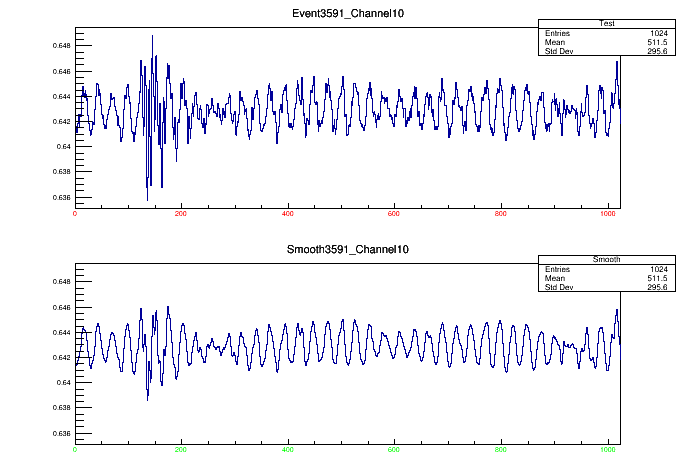 Event3591_Channel10
Test
Entries 1024
Mean 511.5
Std Dev 295.6
0.648
0.646
0.644
0.642
0.64
0.638
0.636
0 200 400 600 800 1000
Smooth3591_Channel10
Smooth
Entries 1024
Mean 511.5
Std Dev 295.6
0.648
0.646
0.644
0.642
0.64
0.638
0.636
0 200 400 600 800 1000